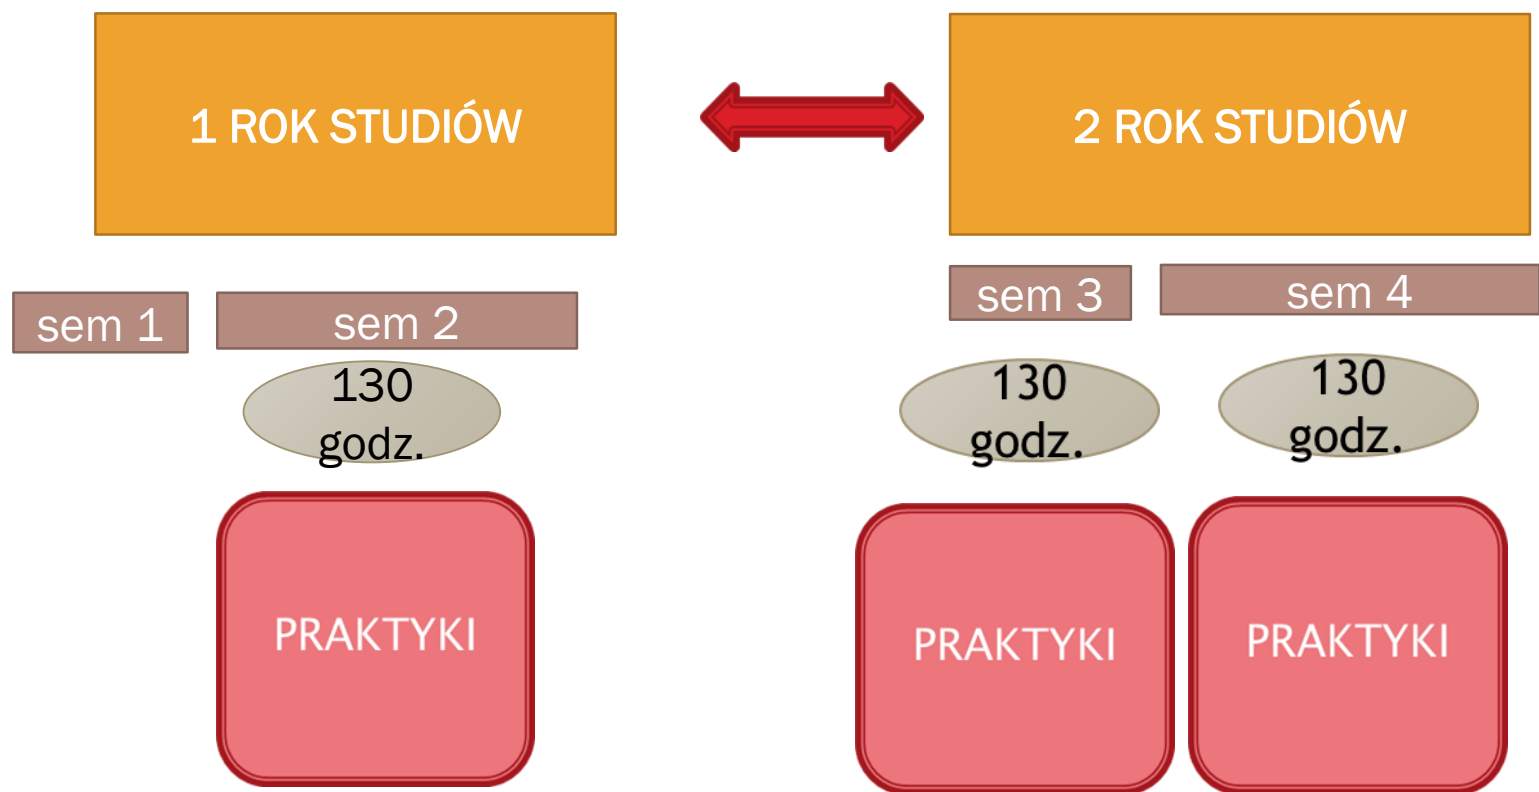 1 ROK STUDIÓW
2 ROK STUDIÓW
sem 1
sem 2
sem 3
sem 4
130
godz.
130
godz.
130
godz.
PRAKTYKI
PRAKTYKI
PRAKTYKI